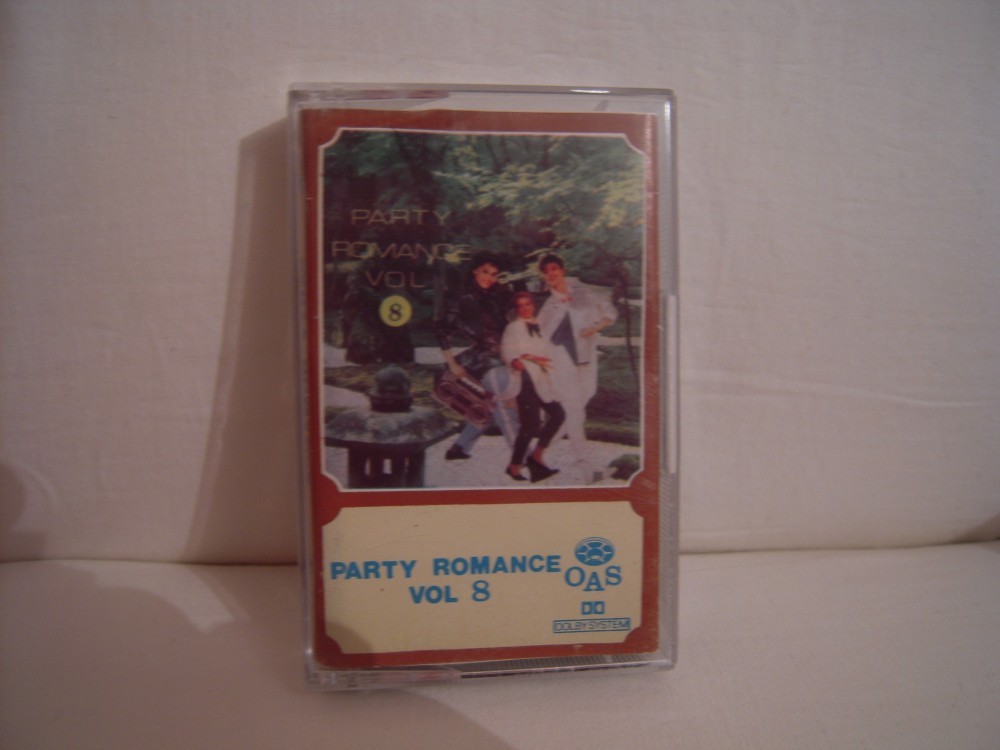 PARTY
ROMANCE
VOL
8
PARTY ROMANCE
VOL 8
OAS
DOLBY SYSTEM